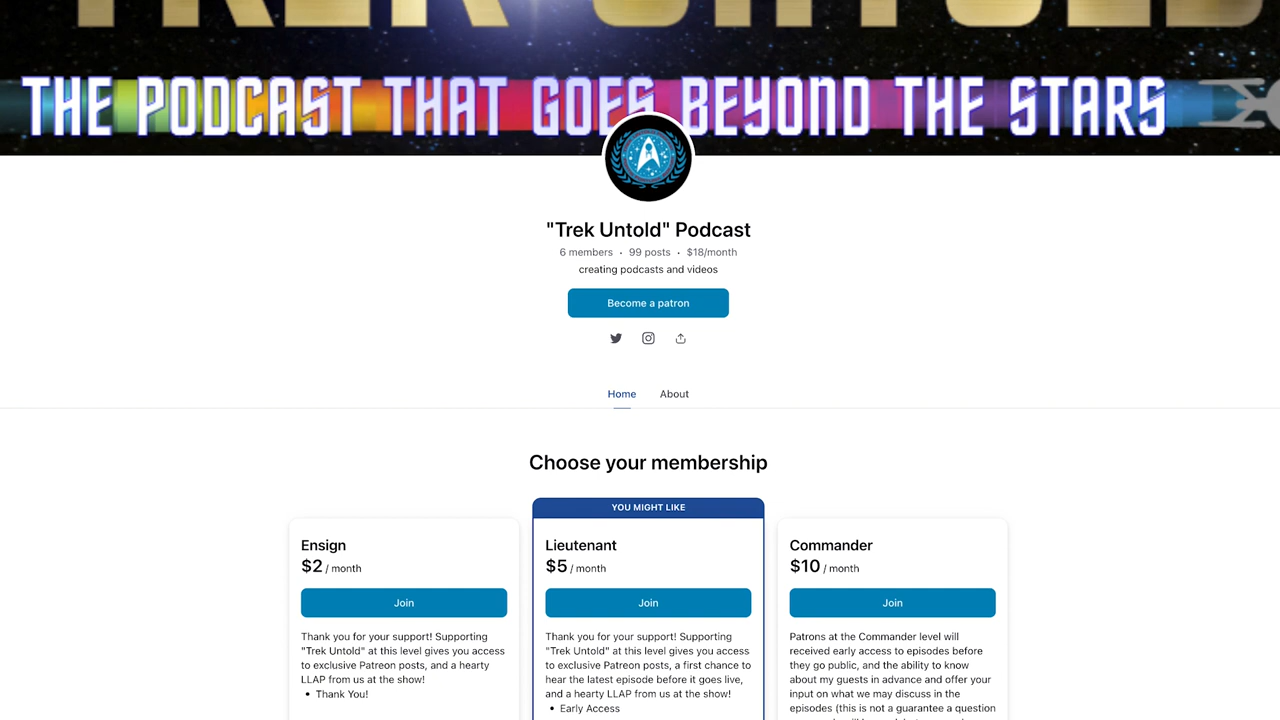 TREK UNTOLD
THE PODCAST THAT GOES BEYOND THE STARS
"Trek Untold" Podcast
6 members · 99 posts · $18/month
creating podcasts and videos
Become a patron
Home About
Choose your membership
YOU MIGHT LIKE
Ensign
$2 / month
Join
Thank you for your support! Supporting
"Trek Untold" at this level gives you access
to exclusive Patreon posts, and a hearty
LLAP from us at the show!
• Thank You!
Lieutenant
$5 / month
Join
Thank you for your support! Supporting
"Trek Untold" at this level gives you access
to exclusive Patreon posts, a first chance to
hear the latest episode before it goes live,
and a hearty LLAP from us at the show!
• Early Access
Commander
$10 / month
Join
Patrons at the Commander level will
received early access to episodes before
they go public, and the ability to know
about my guests in advance and offer your
input on what we may discuss in the
episodes (this is not a guarantee a question